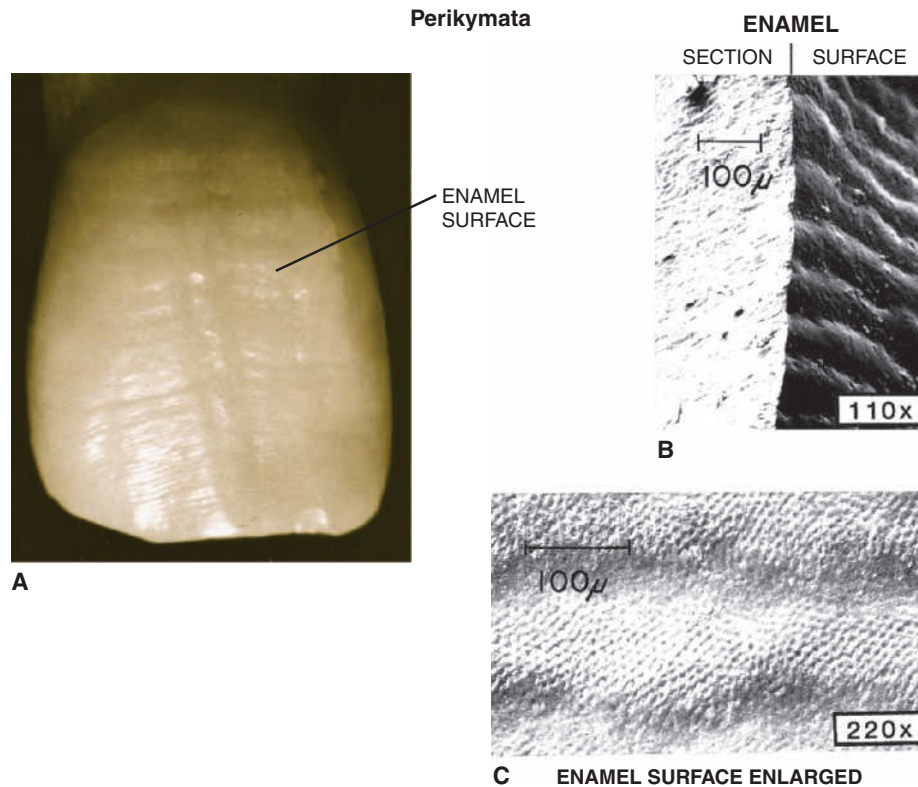 Perikymata
ENAMEL
SECTION
SURFACE
ENAMEL
SURFACE
100µ
110x
A
B
100µ
220x
C
ENAMEL SURFACE ENLARGED